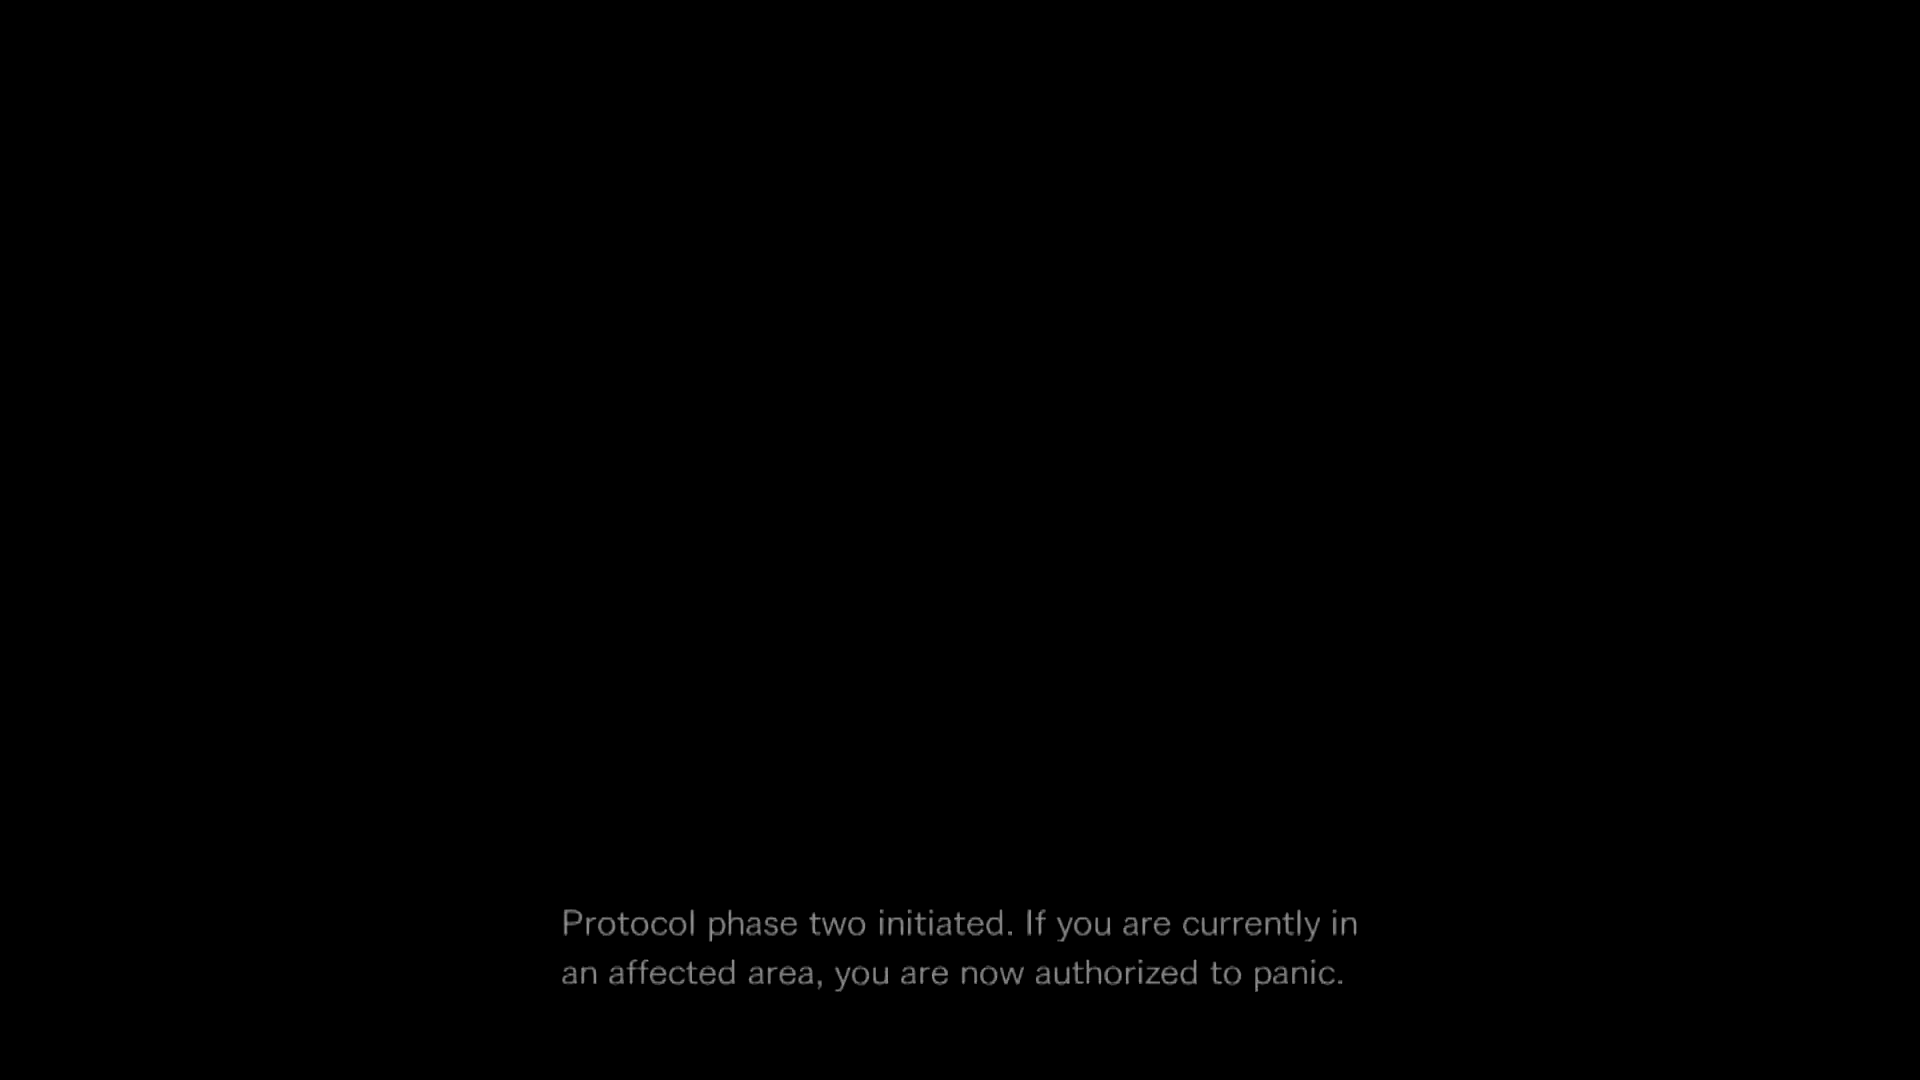 Protocol phase two initiated. If you are currently in
an affected area, you are now authorized to panic.